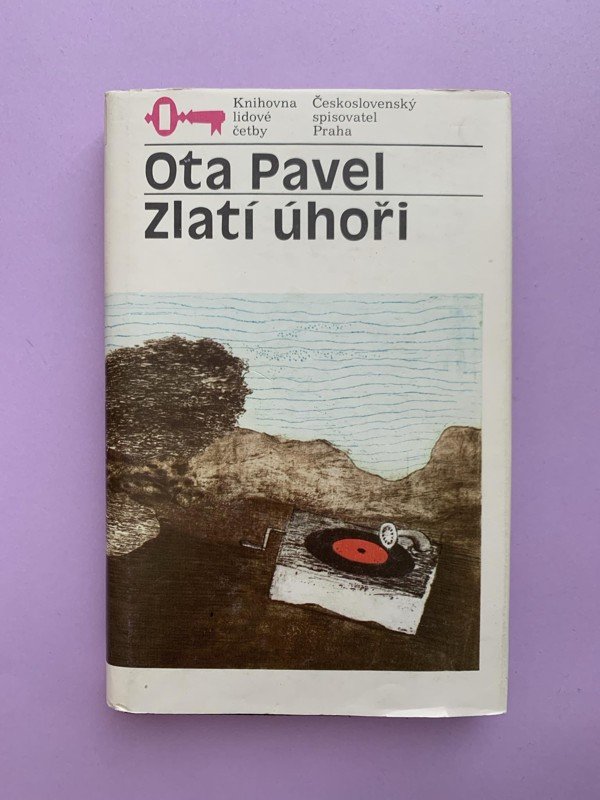 Knihovna
lidové
četby
Československý
spisovatel
Praha
Ota Pavel
Zlatí úhoři